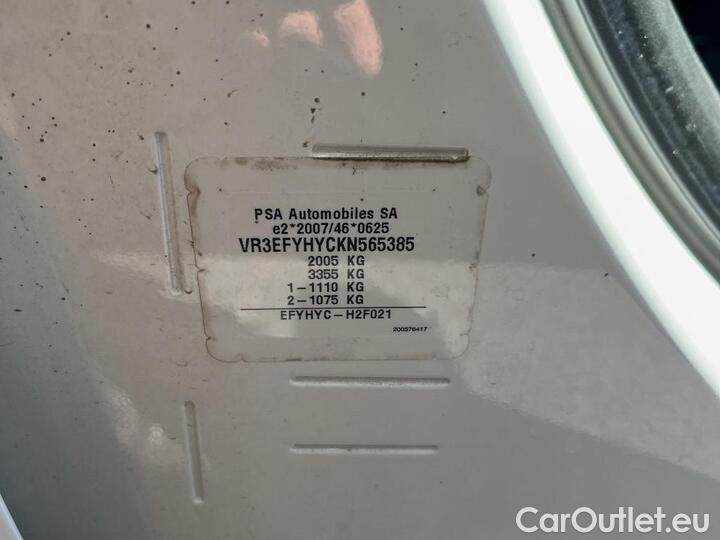 PSA Automobiles SA
e2*2007/46*0625
VR3EFYHYCKN565385
2005 KG
3355 KG
1-1110 KG
2-1075 KG
EFYHYC-H2F021
200576417
CarOutlet.eu